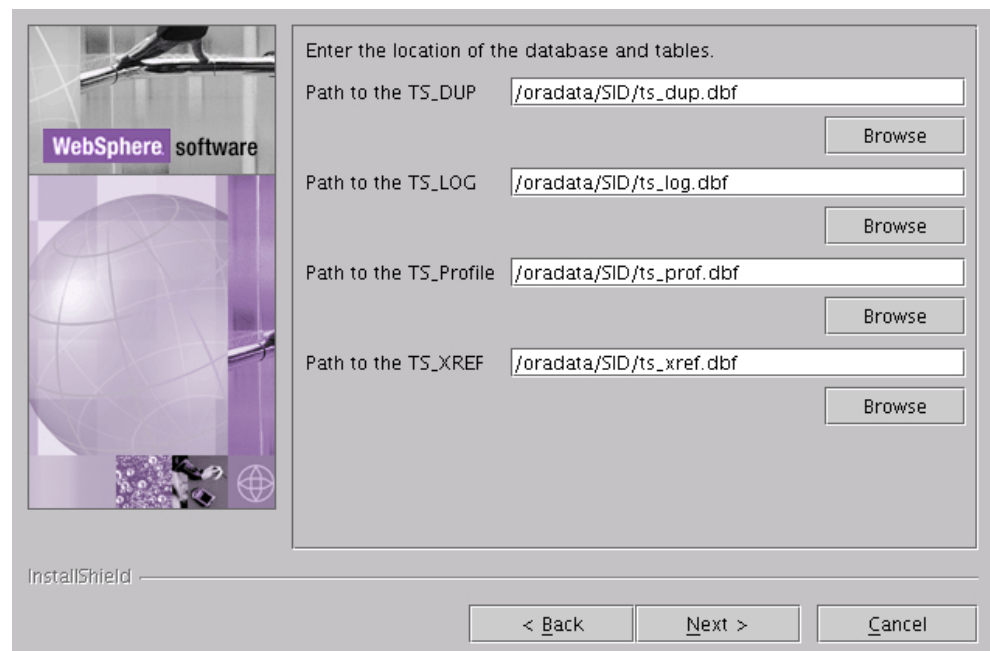 WebSphere. software
Enter the location of the database and tables.
Path to the TS_DUP /oradata/SID/ts_dup.dbf
Browse
Path to the TS_LOG /oradata/SID/ts_log.dbf
Browse
Path to the TS_Profile /oradata/SID/ts_prof.dbf
Browse
Path to the TS_XREF /oradata/SID/ts_xref.dbf
Browse
InstallShield
< Back Next > Cancel